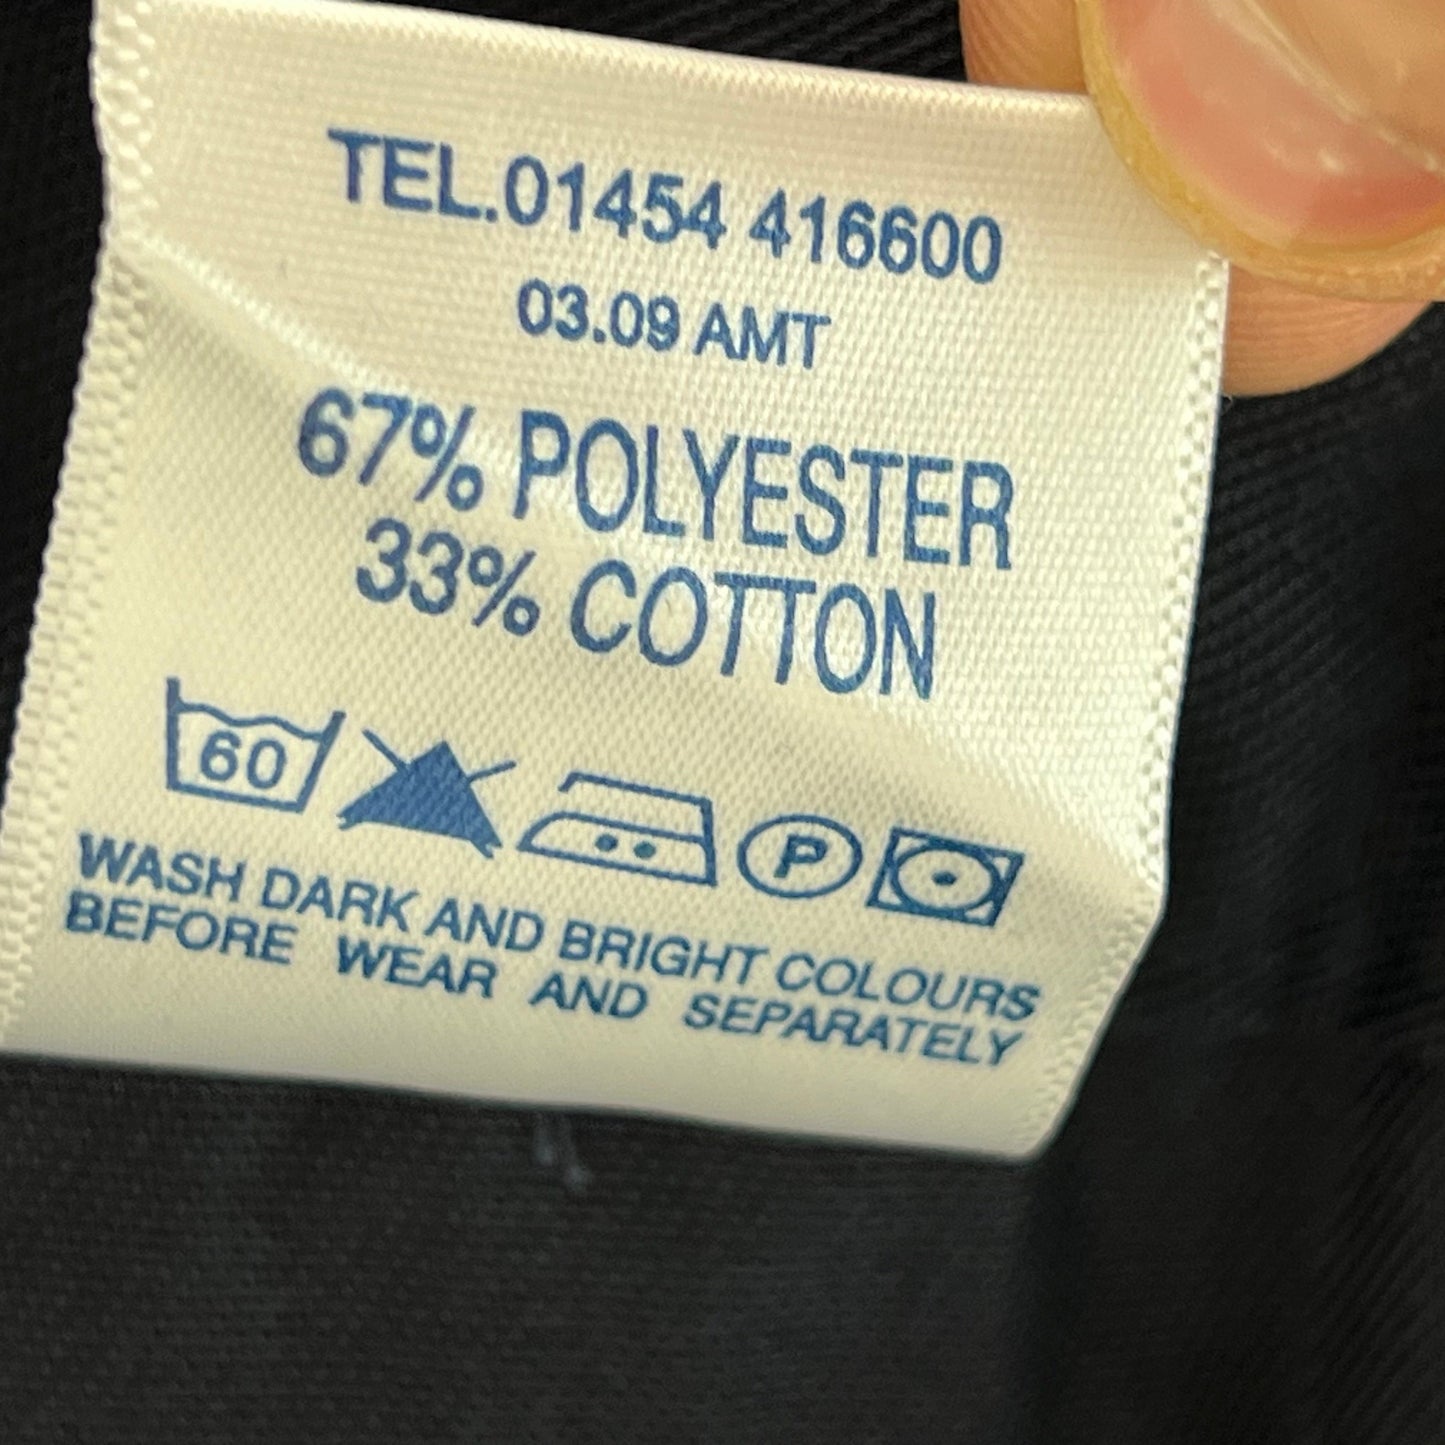 TEL.01454 416600
03.09 AMT
67% POLYESTER
33% COTTON
60 P
WASH DARK AND BRIGHT COLOURS
BEFORE WEAR AND SEPARATELY